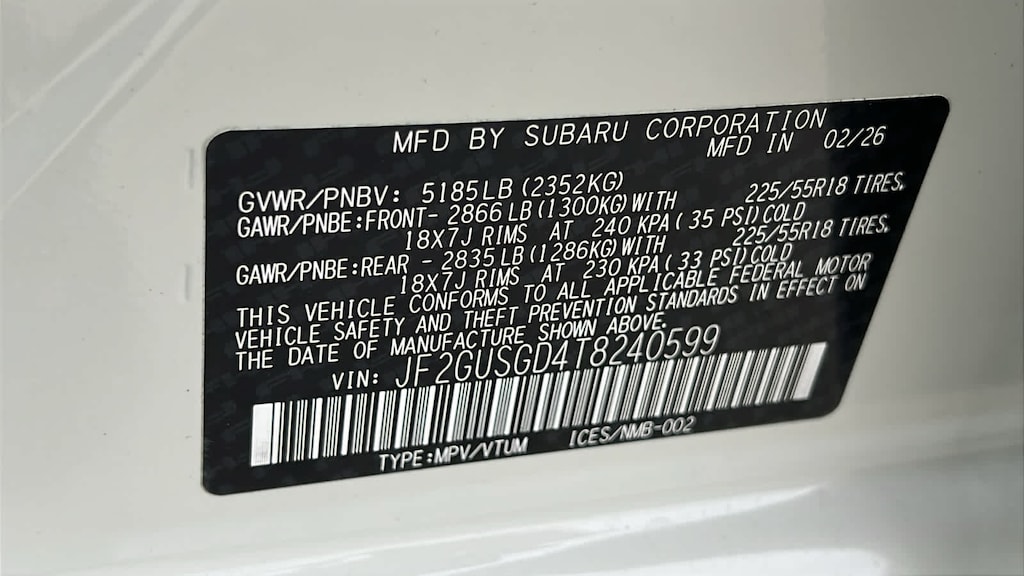 MFD BY SUBARU CORPORATION
MFD IN 02/26
GVWR/PNBV: 5185LB (2352KG)
GAWR/PNBE:FRONT- 2866 LB (1300KG) WITH 225/55R18 TIRES,
18X7J RIMS AT 240 KPA (35 PSI) COLD
GAWR/PNBE:REAR - 2835 LB (1286KG) WITH 225/55R18 TIRES,
18X7J RIMS AT 230 KPA (33 PSI) COLD
THIS VEHICLE CONFORMS TO ALL APPLICABLE FEDERAL MOTOR
VEHICLE SAFETY AND THEFT PREVENTION STANDARDS IN EFFECT ON
THE DATE OF MANUFACTURE SHOWN ABOVE.
VIN: JF2GUSGD4T8240599
TYPE:MPV/VTUM ICES/NMB-002